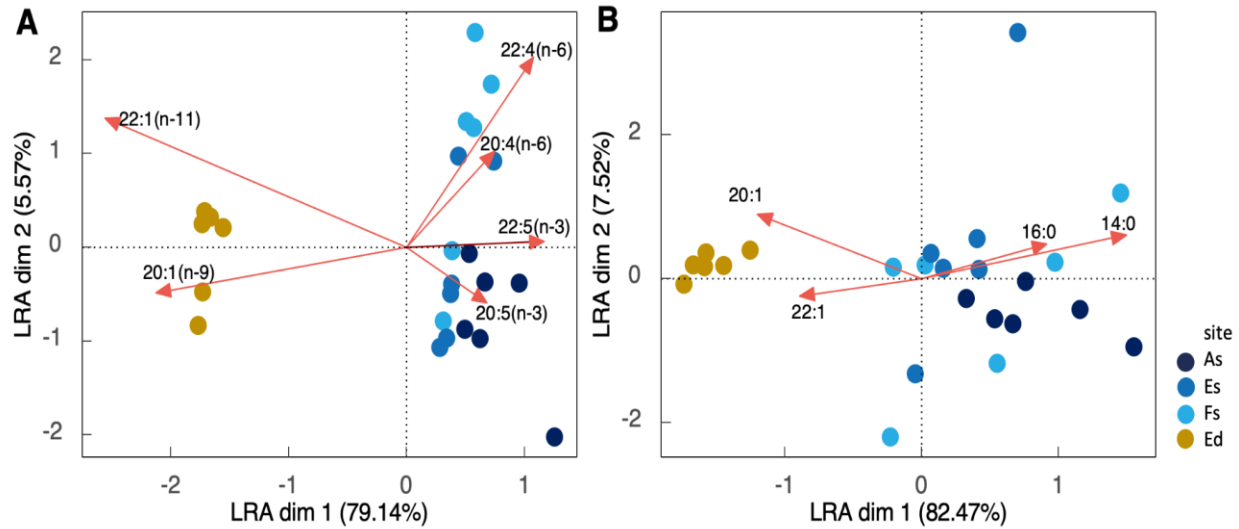 A
2
1
0
-1
-2
LRA dim 2 (5.57%)
22:4(n-6)
22:1(n-11)
20:4(n-6)
22:5(n-3)
20:1(n-9)
20:5(n-3)
-2
-1
0
1
LRA dim 1 (79.14%)
B
2
0
-2
LRA dim 2 (7.52%)
20:1
16:0
14:0
22:1
-1
0
1
LRA dim 1 (82.47%)
site
As
Es
Fs
Ed